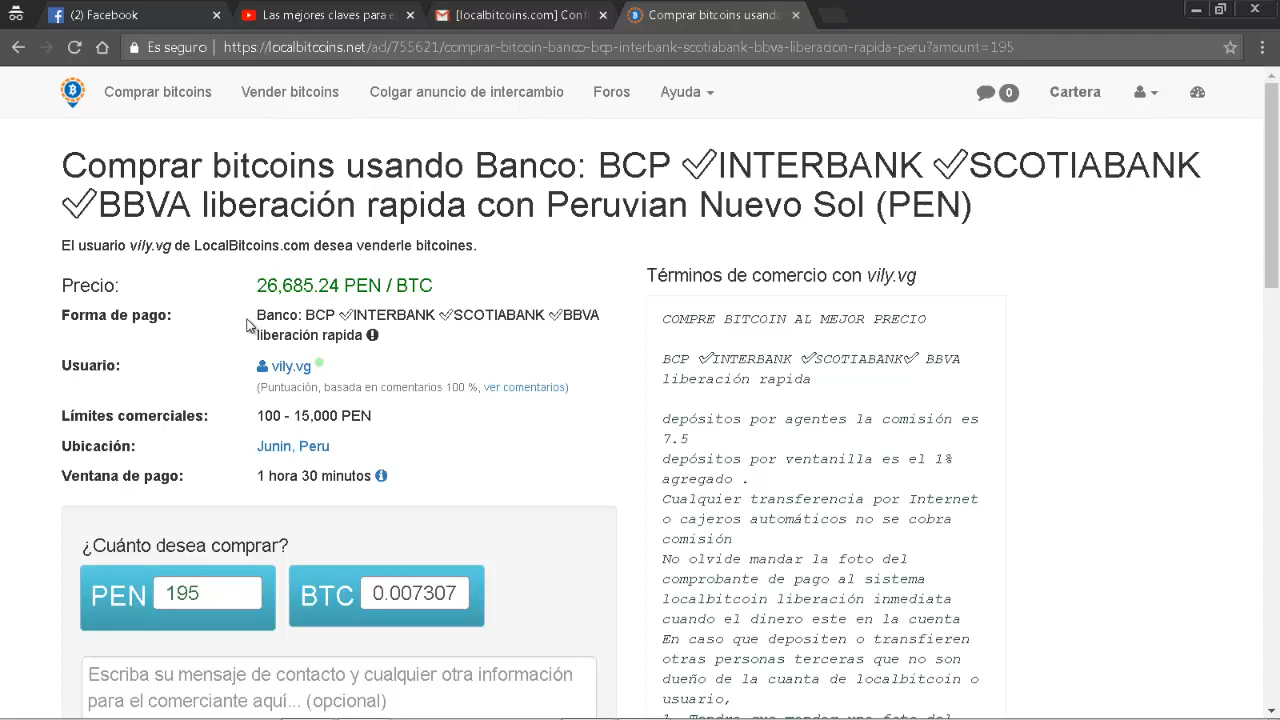 (2) Facebook
Las mejores claves para e
[localbitcoins.com] Conf
Comprar bitcoins usando
Es seguro
https://localbitcoins.net/ad/755621/comprar-bitcoin-banco-bcp-interbank-scotiabank-bbva-liberacion-rapida-peru?amount=195
Comprar bitcoins
Vender bitcoins
Colgar anuncio de intercambio
Foros
Ayuda
0
Cartera
Comprar bitcoins usando Banco: BCP ✅INTERBANK ✅SCOTIABANK
✅BBVA liberación rapida con Peruvian Nuevo Sol (PEN)
El usuario vily.vg de LocalBitcoins.com desea venderle bitcoines.
Precio: 26,685.24 PEN / BTC
Forma de pago: Banco: BCP ✅INTERBANK ✅SCOTIABANK ✅BBVA
liberación rapida
Usuario: vily.vg
(Puntuación, basada en comentarios 100 %, ver comentarios)
Límites comerciales: 100 - 15,000 PEN
Ubicación: Junin, Peru
Ventana de pago: 1 hora 30 minutos
¿Cuánto desea comprar?
PEN 195 BTC 0.007307
Escriba su mensaje de contacto y cualquier otra información
para el comerciante aquí... (opcional)
Términos de comercio con vily.vg
COMPRE BITCOIN AL MEJOR PRECIO
BCP ✅INTERBANK ✅SCOTIABANK✅ BBVA
liberación rapida
depósitos por agentes la comisión es
7.5
depósitos por ventanilla es el 1%
agregado .
Cualquier transferencia por Internet
o cajeros automáticos no se cobra
comisión
No olvide mandar la foto del
comprobante de pago al sistema
localbitcoin liberación inmediata
cuando el dinero este en la cuenta
En caso que depositen o transfieren
otras personas terceras que no son
dueño de la cuanta de localbitcoin o
usuario,